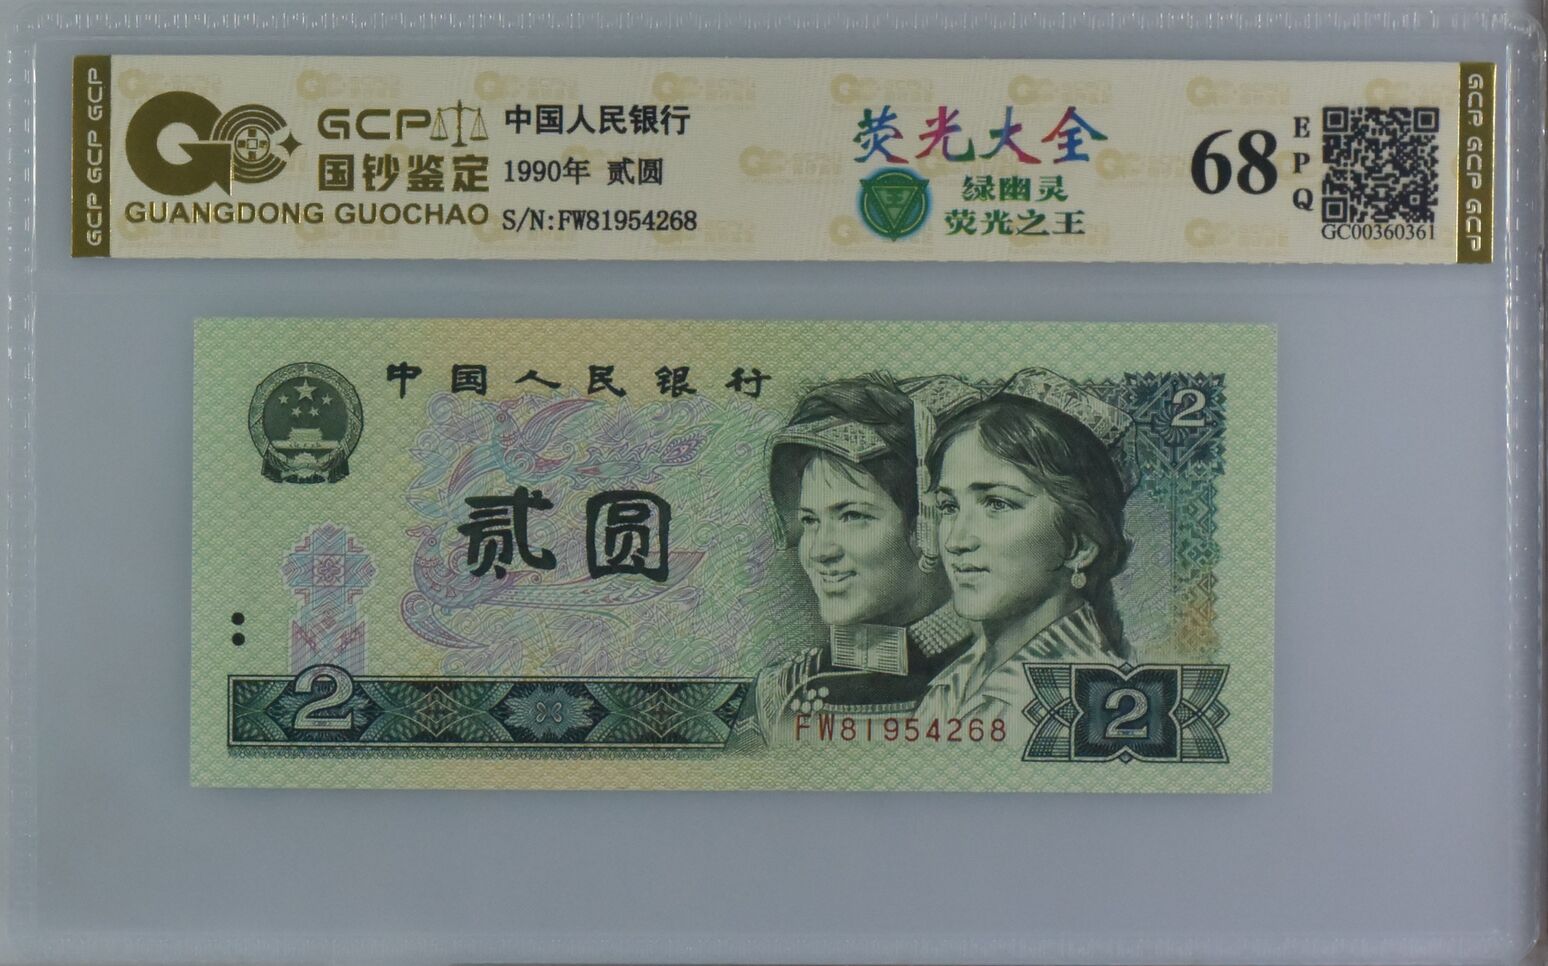 GCP GCP GCP
GCP
国钞鉴定
GUANGDONG GUOCHAO
中国人民银行
1990年 贰圆
S/N:FW81954268
荧光大全
王
绿幽灵
荧光之王
68
EPQ
GC00360361
GCP GCP GCP
中国人民银行
2
贰圆
2
FW81954268
2